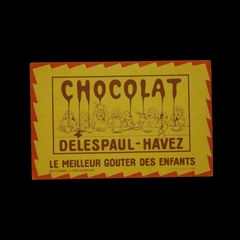 CHOCOLAT
DELESPAUL-HAVEZ
LE MEILLEUR GOUTER DES ENFANTS